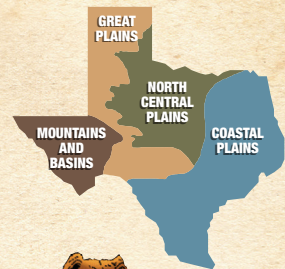 GREAT
PLAINS
NORTH
CENTRAL
PLAINS
MOUNTAINS
AND
BASINS
COASTAL
PLAINS